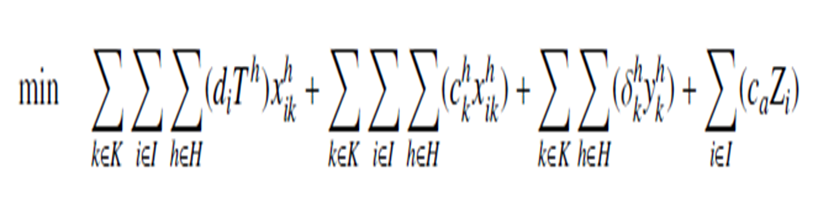 min ∑_{k∈K} ∑_{i∈I} ∑_{h∈H} (d_i T^h) x_{ik}^h + ∑_{k∈K} ∑_{i∈I} ∑_{h∈H} (c_k^h x_{ik}^h) + ∑_{k∈K} ∑_{h∈H} (δ_k^h y_k^h) + ∑_{i∈I} (c_a Z_i)